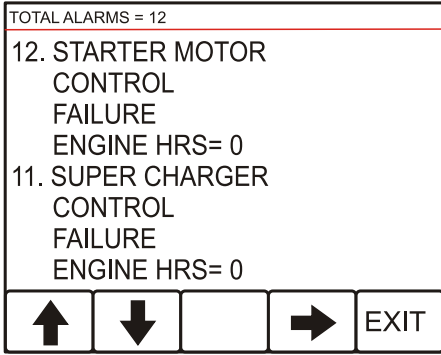 TOTAL ALARMS = 12
12. STARTER MOTOR
CONTROL
FAILURE
ENGINE HRS= 0
11. SUPER CHARGER
CONTROL
FAILURE
ENGINE HRS= 0
EXIT